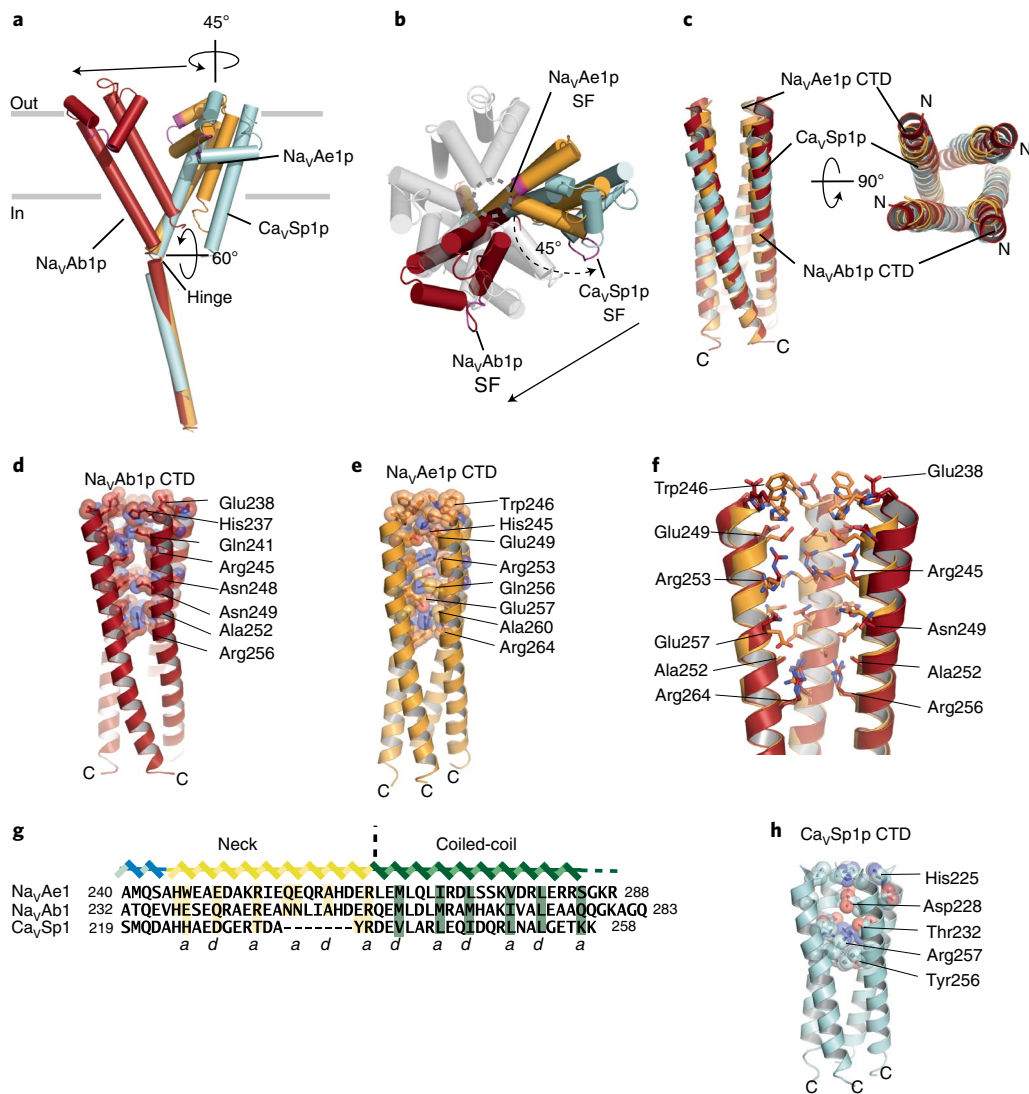 a
45°
Out
In
NaVAe1p
CaVSp1p
NaVAb1p
60°
Hinge
b
NaVAe1p
SF
45°
CaVSp1p
SF
NaVAb1p
SF
c
NaVAe1p CTD
CaVSp1p
90°
NaVAb1p CTD
N
N
N
N
C
C
d
NaVAb1p CTD
Glu238
His237
Gln241
Arg245
Asn248
Asn249
Ala252
Arg256
C
C
e
NaVAe1p CTD
Trp246
His245
Glu249
Arg253
Gln256
Glu257
Ala260
Arg264
C
C
f
Trp246
Glu238
Glu249
Arg253
Arg245
Glu257
Asn249
Ala252
Ala252
Arg264
Arg256
g
Neck
Coiled-coil
NaVAe1 240 AMQSAHWEAEDAKRIEQEQRAHDERLEMLQLIRDLSSKVDRLERRSGKR 288
NaVAb1 232 ATQEVHESEQRAEREANNLIAHDERQEMLDLMRAMHAKIVALEAAQQGKAGQ 283
CaVSp1 219 SMQDAHHAEDGERTDA-------YRDEVLARLEQIDQRLNALGETKK 258
a d a d a d a d a d a
h
CaVSp1p CTD
His225
Asp228
Thr232
Arg257
Tyr256
C
C
C